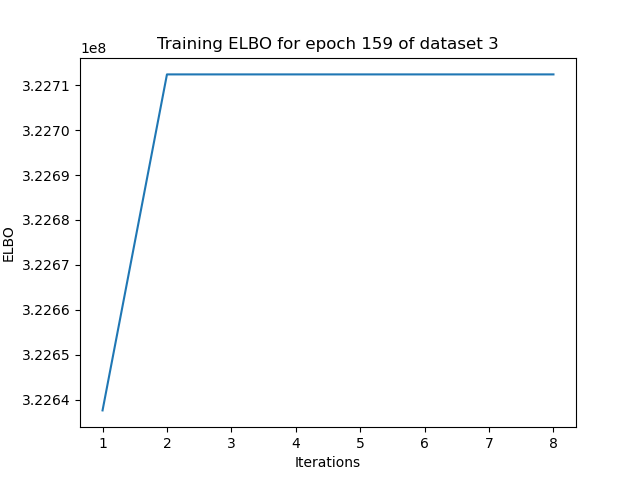 Training ELBO for epoch 159 of dataset 3
1e8
3.2271
3.2270
3.2269
3.2268
3.2267
3.2266
3.2265
3.2264
ELBO
1 2 3 4 5 6 7 8
Iterations